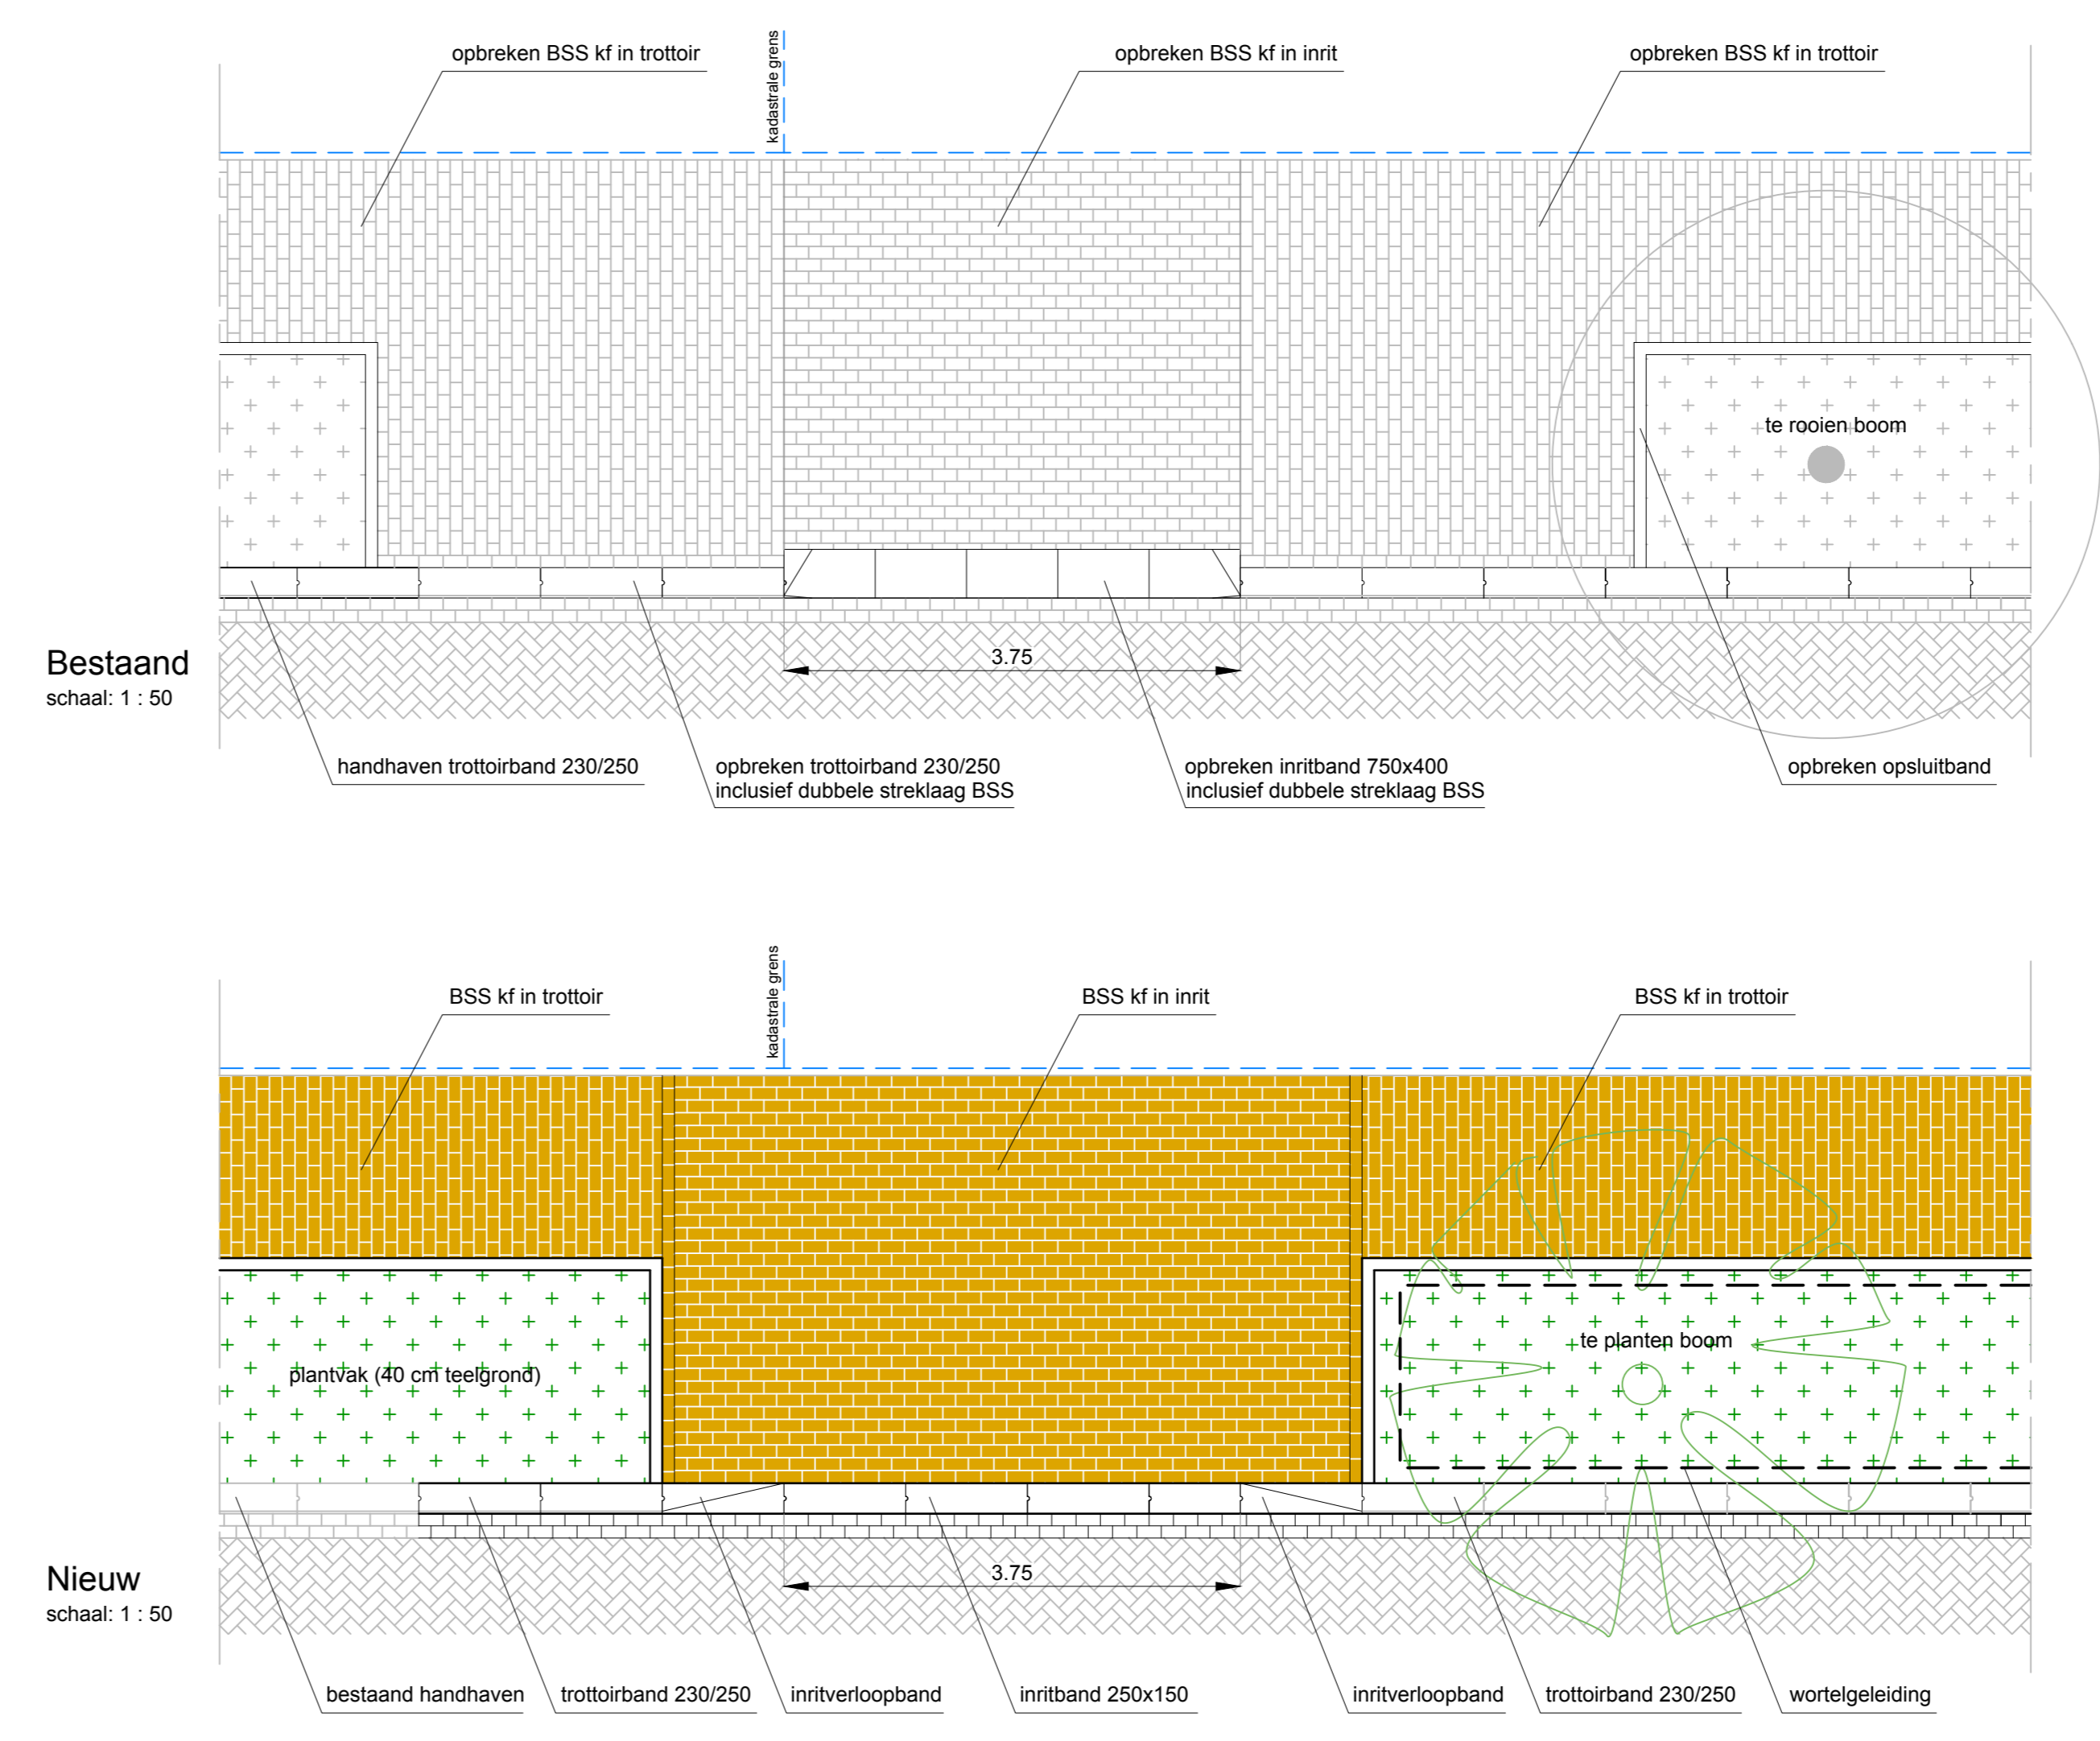 opbreken BSS kf in trottoir
kadastrale grens
opbreken BSS kf in inrit
opbreken BSS kf in trottoir
te rooien boom
Bestaand
schaal: 1 : 50
3.75
handhaven trottoirband 230/250
opbreken trottoirband 230/250
inclusief dubbele streklaag BSS
opbreken inritband 750x400
inclusief dubbele streklaag BSS
opbreken opsluitband
kadastrale grens
BSS kf in trottoir
BSS kf in inrit
BSS kf in trottoir
te planten boom
plantvak (40 cm teelgrond)
Nieuw
schaal: 1 : 50
3.75
bestaand handhaven
trottoirband 230/250
inritverloopband
inritband 250x150
inritverloopband
trottoirband 230/250
wortelgeleiding